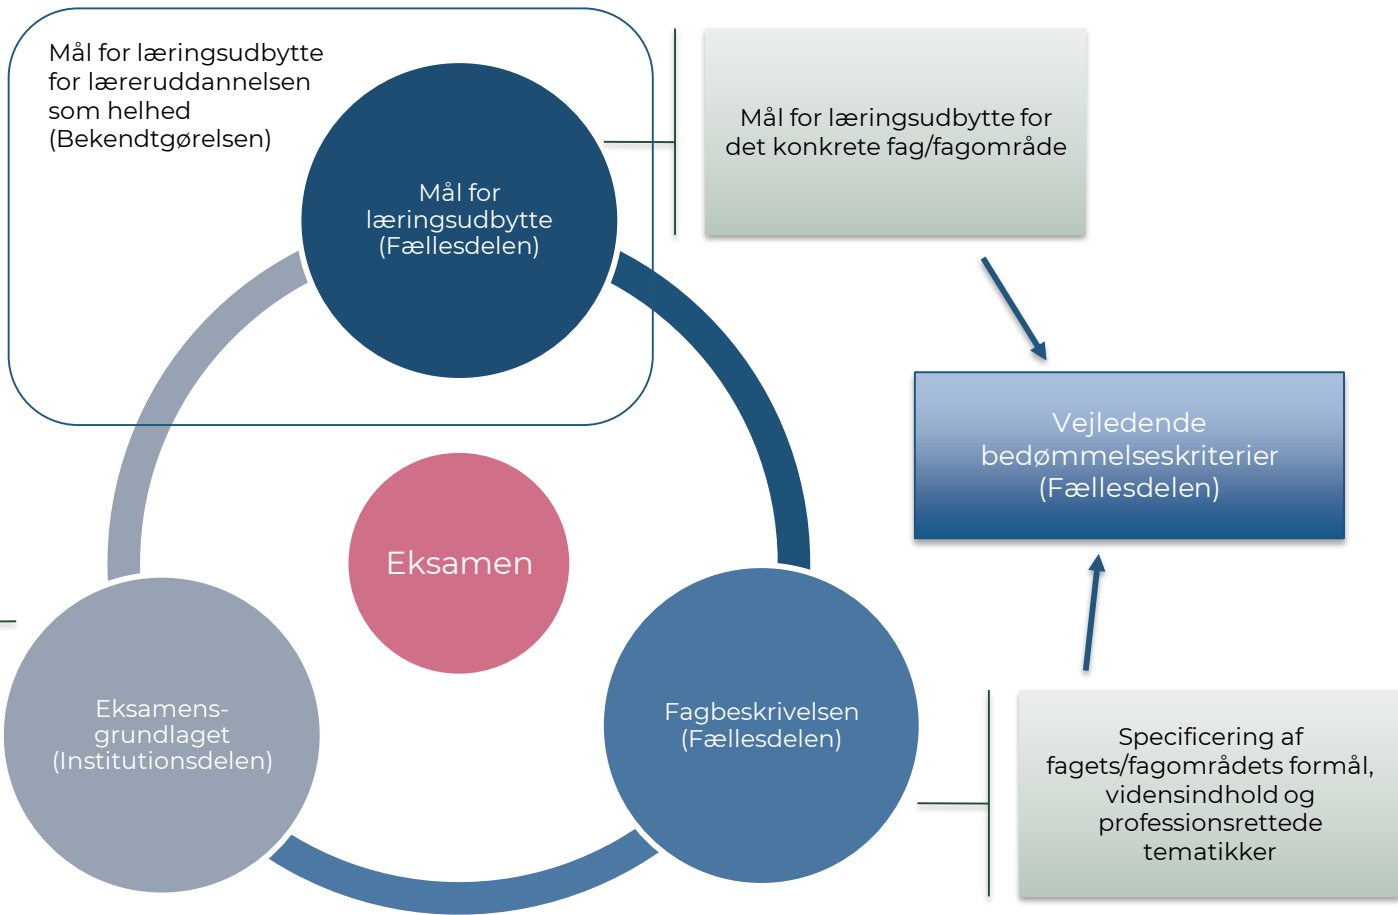 Mål for læringsudbytte
for læreruddannelsen
som helhed
(Bekendtgørelsen)
Mål for
læringsudbytte
(Fællesdelen)
Mål for læringsudbytte for
det konkrete fag/fagområde
Vejledende
bedømmelseskriterier
(Fællesdelen)
Eksamen
Eksamens-
grundlaget
(Institutionsdelen)
Fagbeskrivelsen
(Fællesdelen)
Specificering af
fagets/fagområdets formål,
vidensindhold og
professionsrettede
tematikker